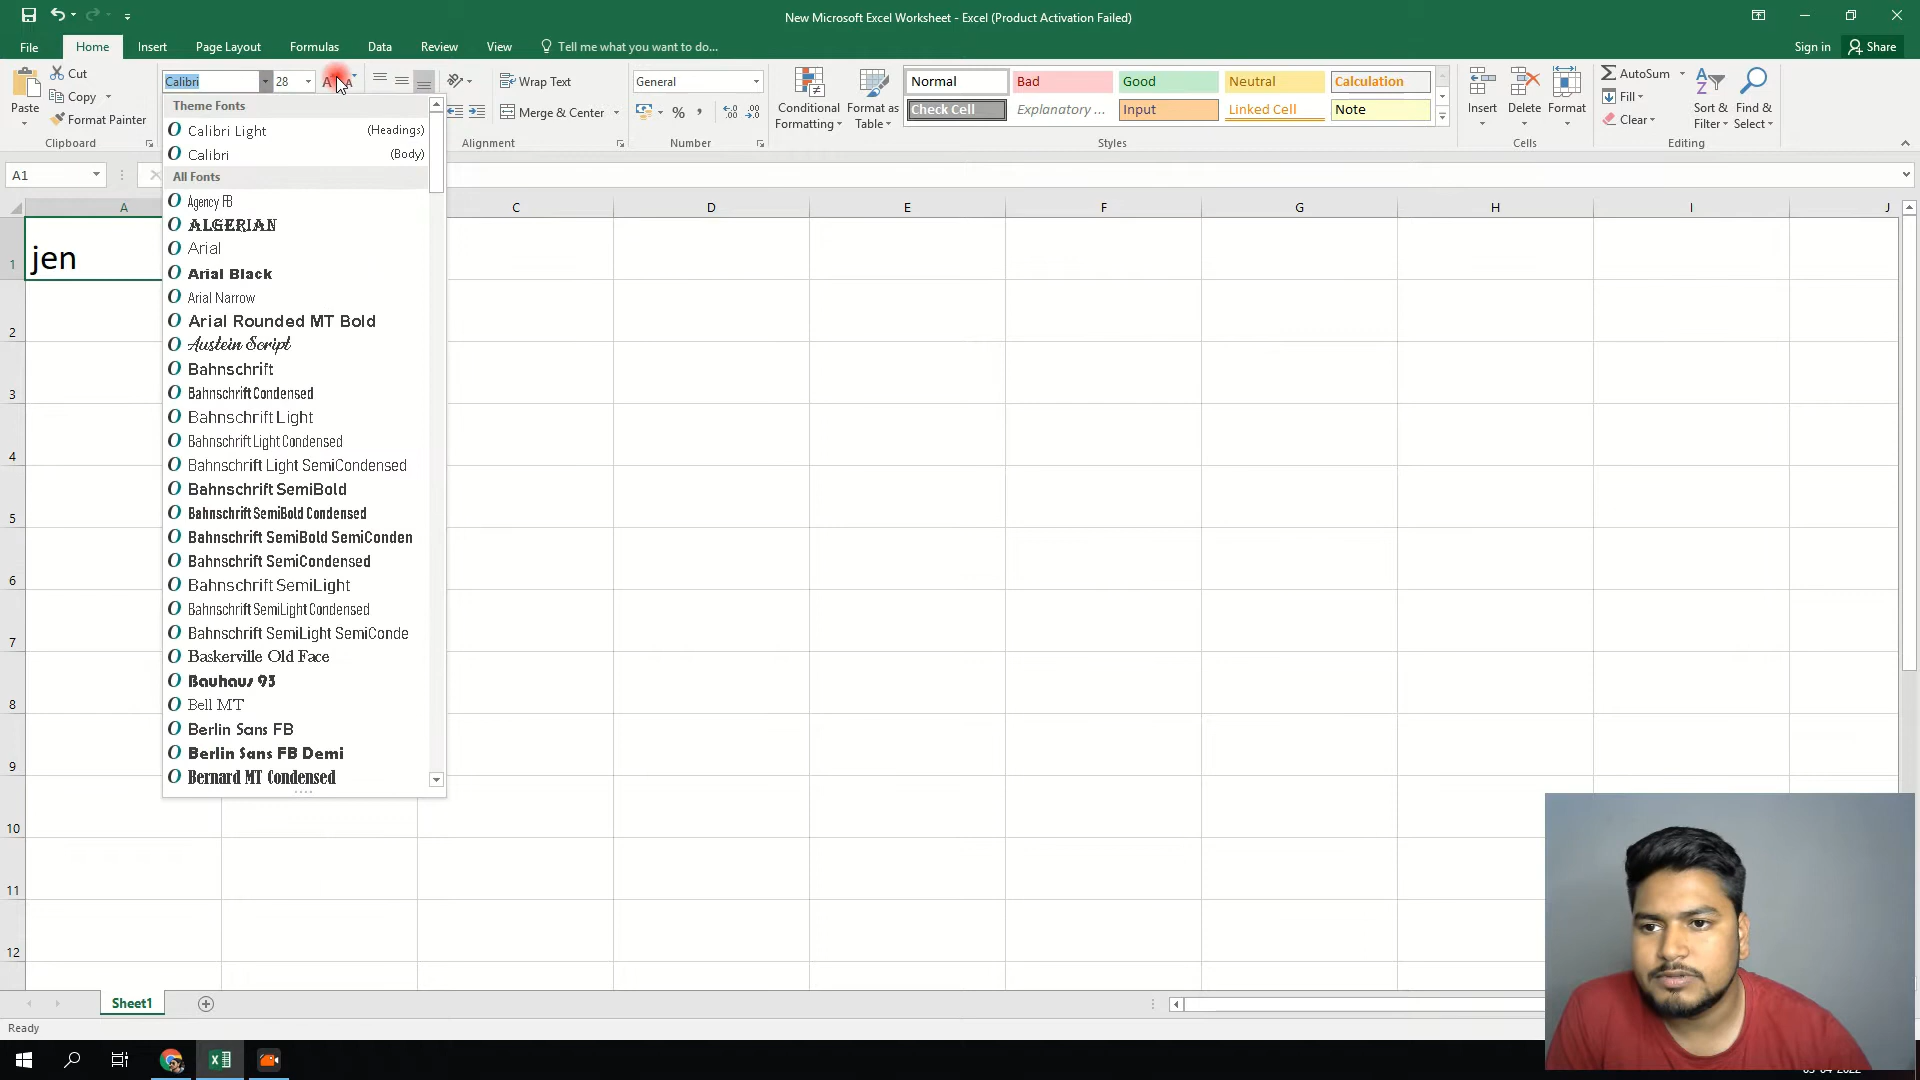 New Microsoft Excel Worksheet - Excel (Product Activation Failed)
File Home Insert Page Layout Formulas Data Review View Tell me what you want to do... Sign in Share
Paste
Cut
Copy
Format Painter
Clipboard
Calibri 28
Wrap Text
Merge & Center
Alignment
General
%
Number
Conditional Formatting
Format as Table
Normal Bad Good Neutral Calculation
Check Cell Explanatory ... Input Linked Cell Note
Styles
Insert Delete Format
Cells
AutoSum
Fill
Clear
Sort & Filter
Find & Select
Editing
A1
Theme Fonts
Calibri Light (Headings)
Calibri (Body)
All Fonts
Agency FB
ALGERIAN
Arial
Arial Black
Arial Narrow
Arial Rounded MT Bold
Austein Script
Bahnschrift
Bahnschrift Condensed
Bahnschrift Light
Bahnschrift Light Condensed
Bahnschrift Light SemiCondensed
Bahnschrift SemiBold
Bahnschrift SemiBold Condensed
Bahnschrift SemiBold SemiConden
Bahnschrift SemiCondensed
Bahnschrift SemiLight
Bahnschrift SemiLight Condensed
Bahnschrift SemiLight SemiConde
Baskerville Old Face
Bauhaus 93
Bell MT
Berlin Sans FB
Berlin Sans FB Demi
Bernard MT Condensed
A C D E F G H I J
1 jen
2
3
4
5
6
7
8
9
10
11
12
Sheet1
Ready